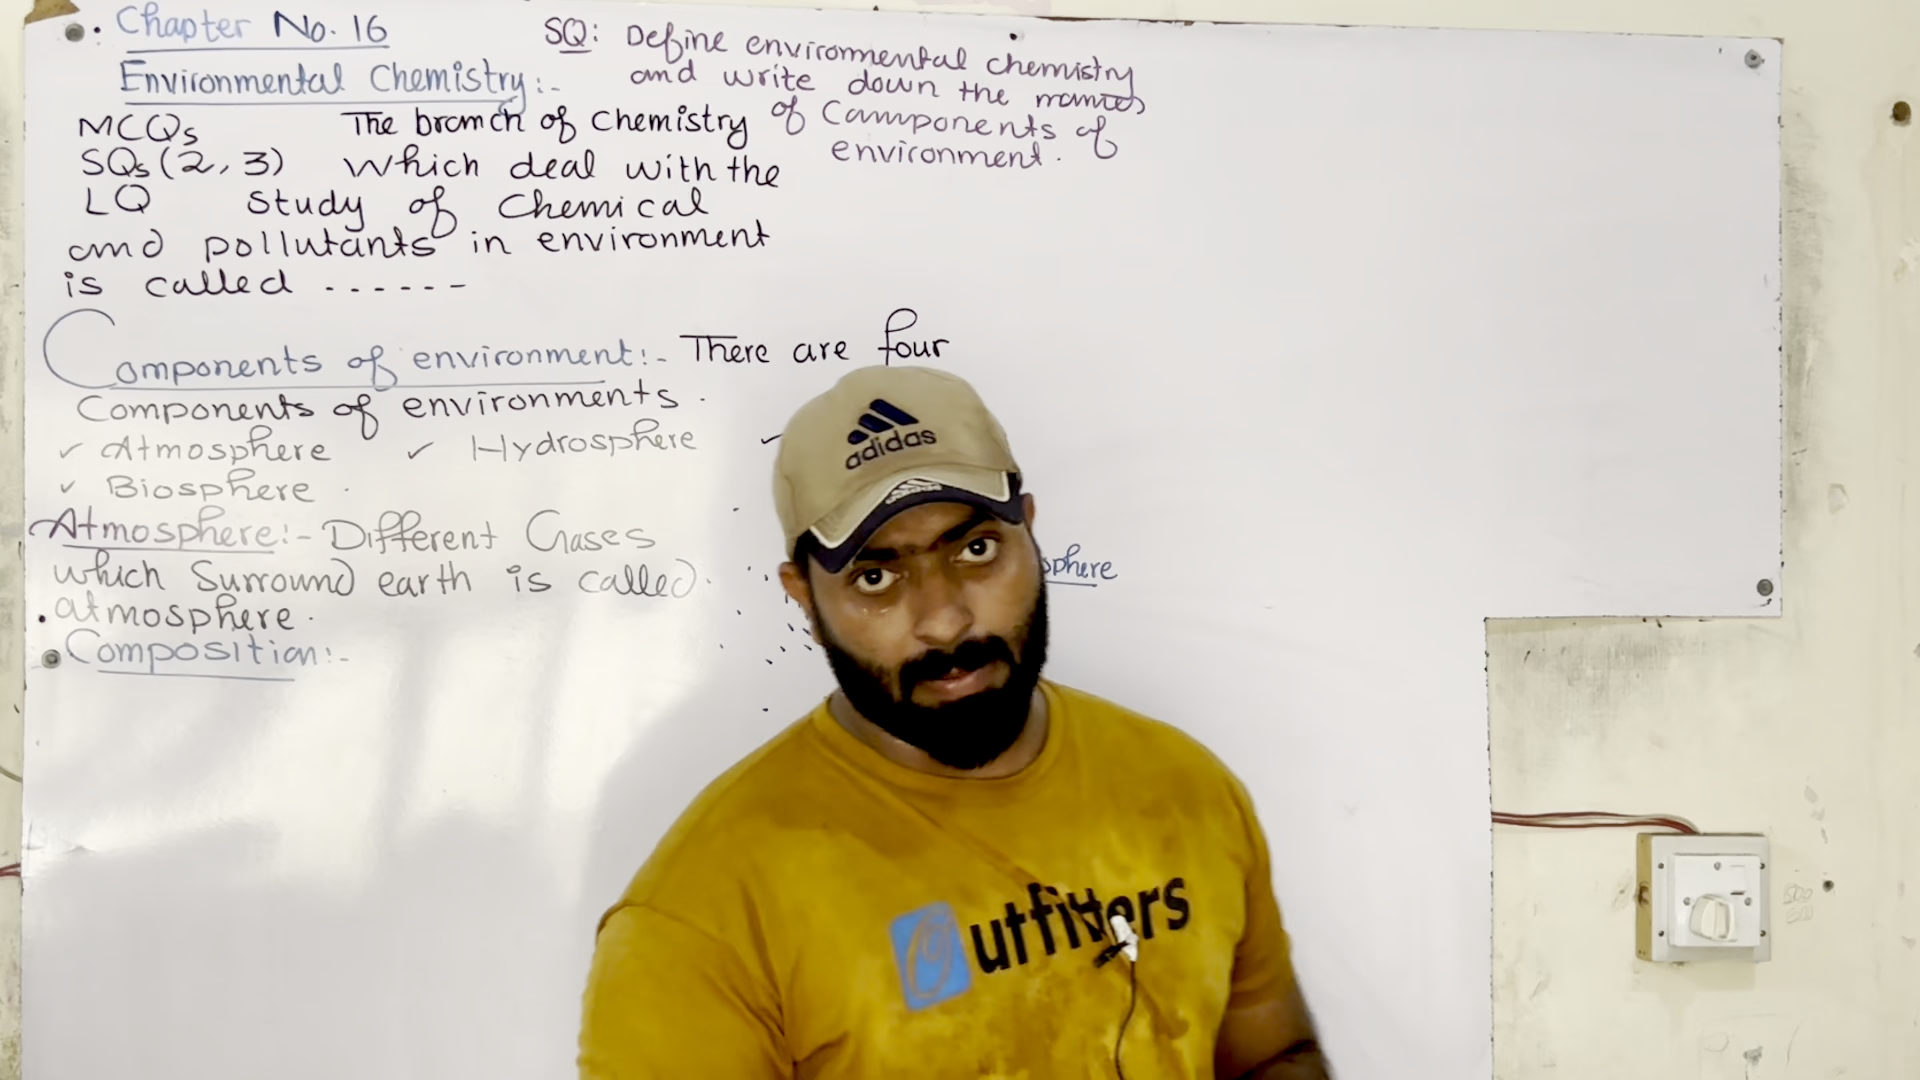 Chapter No. 16
Environmental Chemistry:-
SQ: Define environmental chemistry
and write down the names
of Components of
environment.
MCQs
SQs (2, 3)
LQ
The branch of chemistry
which deal with the
study of Chemical
and pollutants in environment
is called ------
Components of environment:- There are four
Components of environments.
✓ Atmosphere ✓ Hydrosphere ✓
✓ Biosphere.
Atmosphere:- Different Gases
which Surround earth is called
atmosphere.
Composition:-
sphere
adidas
Outfitters